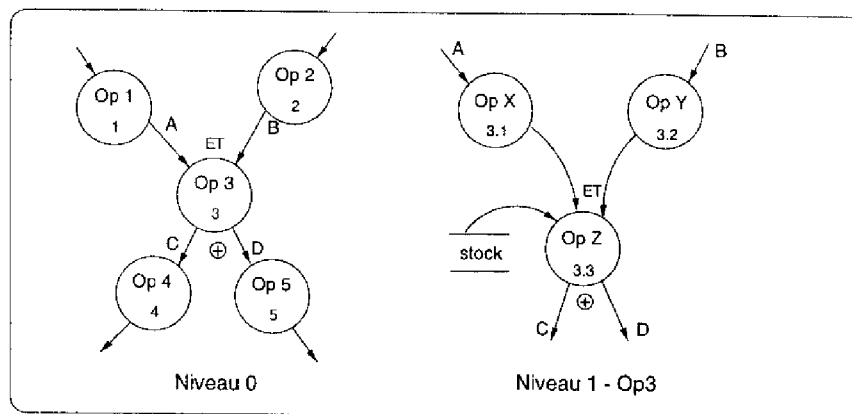 Op 1
1
Op 2
2
A
B
ET
Op 3
3
C
D
Op 4
4
Op 5
5
Niveau 0
A
B
Op X
3.1
Op Y
3.2
ET
stock
Op Z
3.3
C
D
Niveau 1 - Op3